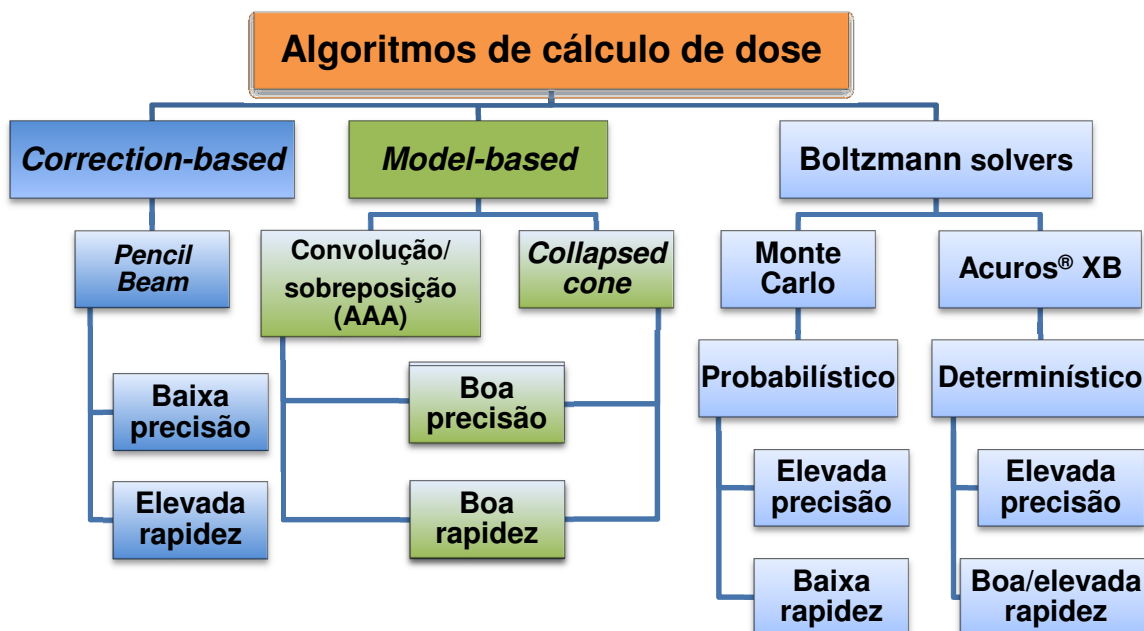 Algoritmos de cálculo de dose
Correction-based
Model-based
Boltzmann solvers
Pencil
Beam
Convolução/
sobreposição
(AAA)
Collapsed
cone
Monte
Carlo
Acuros® XB
Probabilístico
Determinístico
Baixa
precisão
Boa
precisão
Elevada
precisão
Elevada
precisão
Elevada
rapidez
Boa
rapidez
Baixa
rapidez
Boa/elevada
rapidez